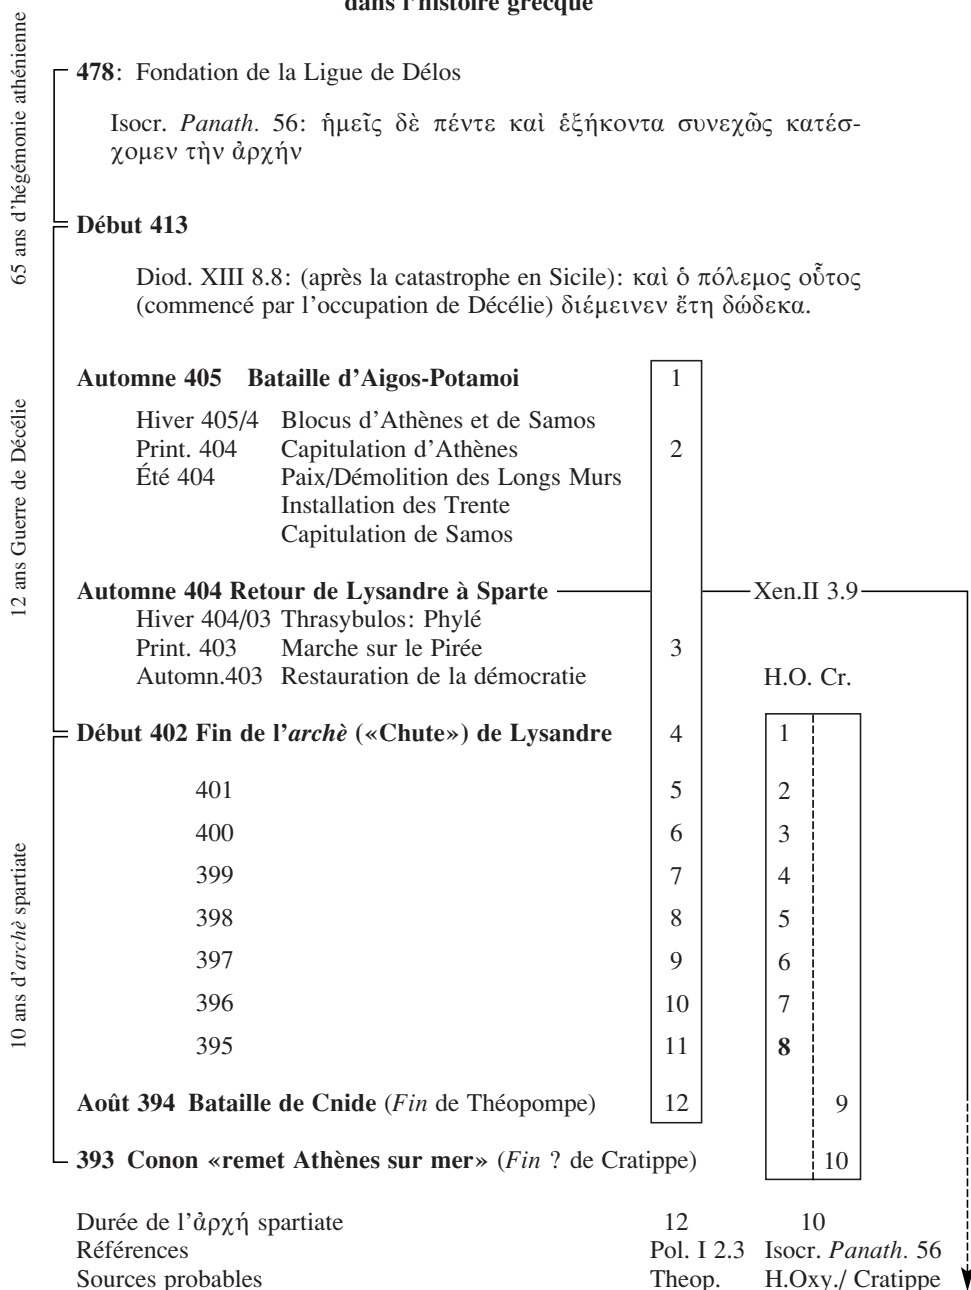 dans l'histoire grecque
65 ans d'hégémonie athénienne
478: Fondation de la Ligue de Délos
Isocr. Panath. 56: ἡμεῖς δὲ πέντε καὶ ἑξήκοντα συνεχῶς κατέσ-
χομεν τὴν ἀρχήν
Début 413
Diod. XIII 8.8: (après la catastrophe en Sicile): καὶ ὁ πόλεμος οὗτος
(commencé par l'occupation de Décélie) διέμεινεν ἔτη δώδεκα.
12 ans Guerre de Décélie
Automne 405 Bataille d'Aigos-Potamoi 1
Hiver 405/4 Blocus d'Athènes et de Samos
Print. 404 Capitulation d'Athènes 2
Été 404 Paix/Démolition des Longs Murs
Installation des Trente
Capitulation de Samos
Automne 404 Retour de Lysandre à Sparte Xen.II 3.9
Hiver 404/03 Thrasybulos: Phylé
Print. 403 Marche sur le Pirée 3
Automn.403 Restauration de la démocratie H.O. Cr.
Début 402 Fin de l'archè («Chute») de Lysandre 4 1
10 ans d'archè spartiate
401 5 2
400 6 3
399 7 4
398 8 5
397 9 6
396 10 7
395 11 8
Août 394 Bataille de Cnide (Fin de Théopompe) 12 9
393 Conon «remet Athènes sur mer» (Fin ? de Cratippe) 10
Durée de l'ἀρχή spartiate 12 10
Références Pol. I 2.3 Isocr. Panath. 56
Sources probables Theop. H.Oxy./ Cratippe